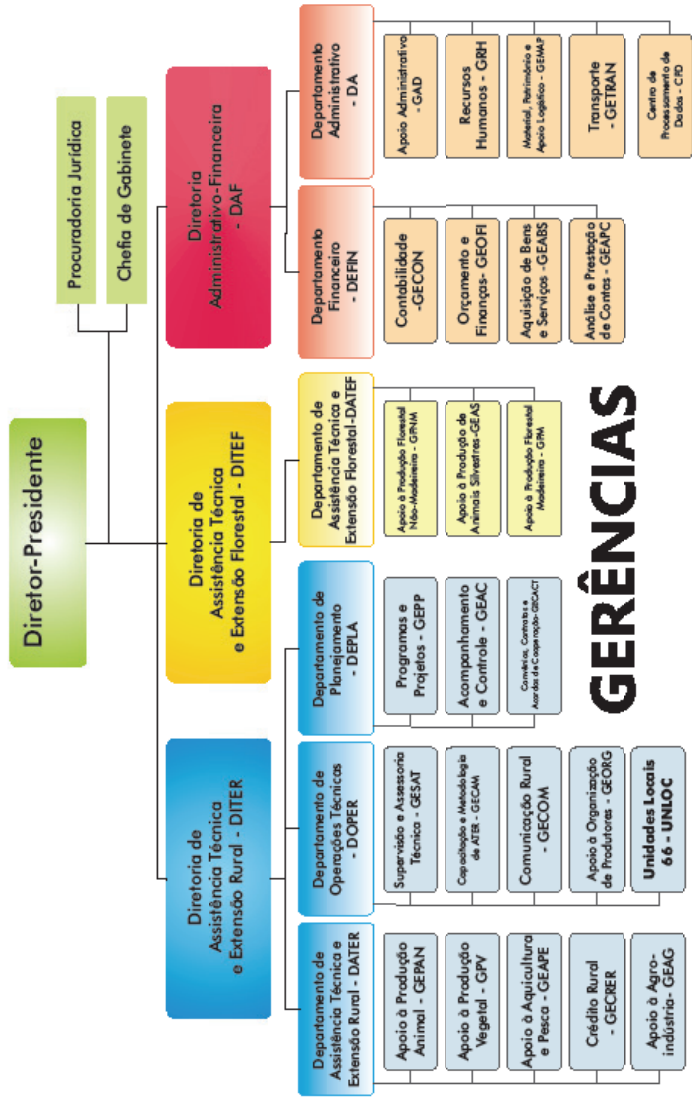 Diretor-Presidente
Procuradoria Jurídica
Chefia de Gabinete
Diretoria de
Assistência Técnica
e Extensão Rural - DITER
Diretoria de
Assistência Técnica
e Extensão Florestal - DITEF
Diretoria
Administrativo-Financeira
- DAF
Departamento de
Assistência Técnica e
Extensão Rural - DATER
Departamento de
Operações Técnicas
- DOPER
Departamento de
Planejamento
- DEPLA
Departamento de
Assistência Técnica e
Extensão Florestal-DATEF
Departamento
Financeiro
- DEFIN
Departamento
Administrativo
- DA
Apoio à Produção
Animal - GEPAN
Apoio à Produção
Vegetal - GPV
Apoio à Aquicultura
e Pesca - GEAPE
Crédito Rural
- GECRER
Apoio à Agro-
indústria- GEAG
Supervisão e Assessoria
Técnica - GESAT
Capacitação e Metodologia
de ATER - GECAM
Comunicação Rural
- GECOM
Apoio à Organização
de Produtores - GEORG
Unidades Locais
66 - UNLOC
Programas e
Projetos - GEPP
Acompanhamento
e Controle - GEAC
Convênios, Contratos e
Acordos de Cooperação-GECACT
Apoio à Produção Florestal
Não-Madeireira - GPNM
Apoio à Produção de
Animais Silvestres-GEAS
Apoio à Produção Florestal
Madeireira - GPM
Contabilidade
-GECON
Orçamento e
Finanças- GEOFI
Aquisição de Bens
e Serviços -GEABS
Análise e Prestação
de Contas - GEAPC
Apoio Administrativo
- GAD
Recursos
Humanos - GRH
Material, Patrimônio e
Apoio Logístico - GEMAP
Transporte
- GETRAN
Centro de
Processamento de
Dados - CPD
GERÊNCIAS